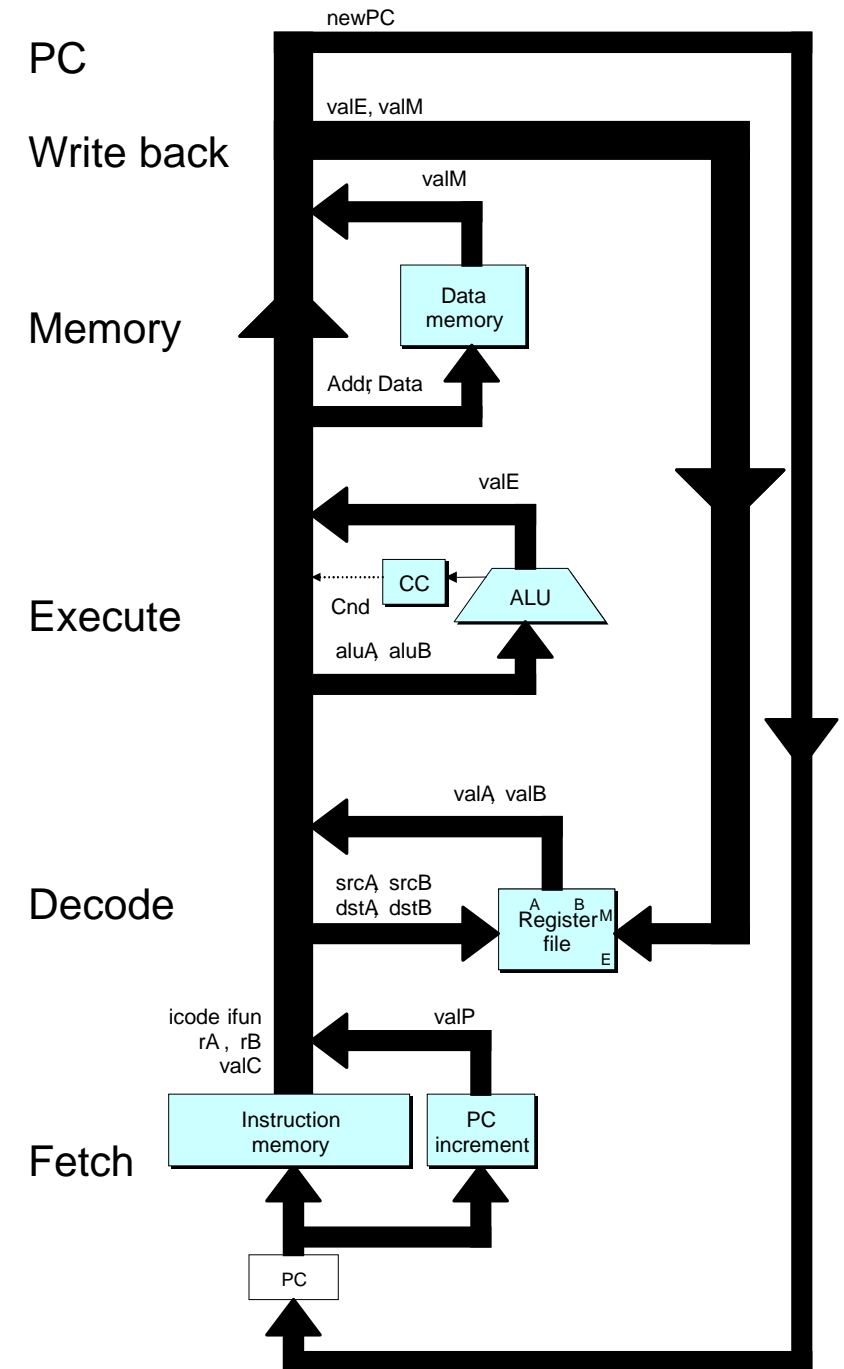 newPC
PC
valE, valM
Write back
valM
Data
memory
Memory
Addr, Data
valE
CC
ALU
Cnd
Execute
aluA, aluB
valA, valB
srcA, srcB
dstA, dstB
Decode
A B
Register M
file
E
icode ifun
rA , rB
valC
valP
Instruction
memory
PC
increment
Fetch
PC